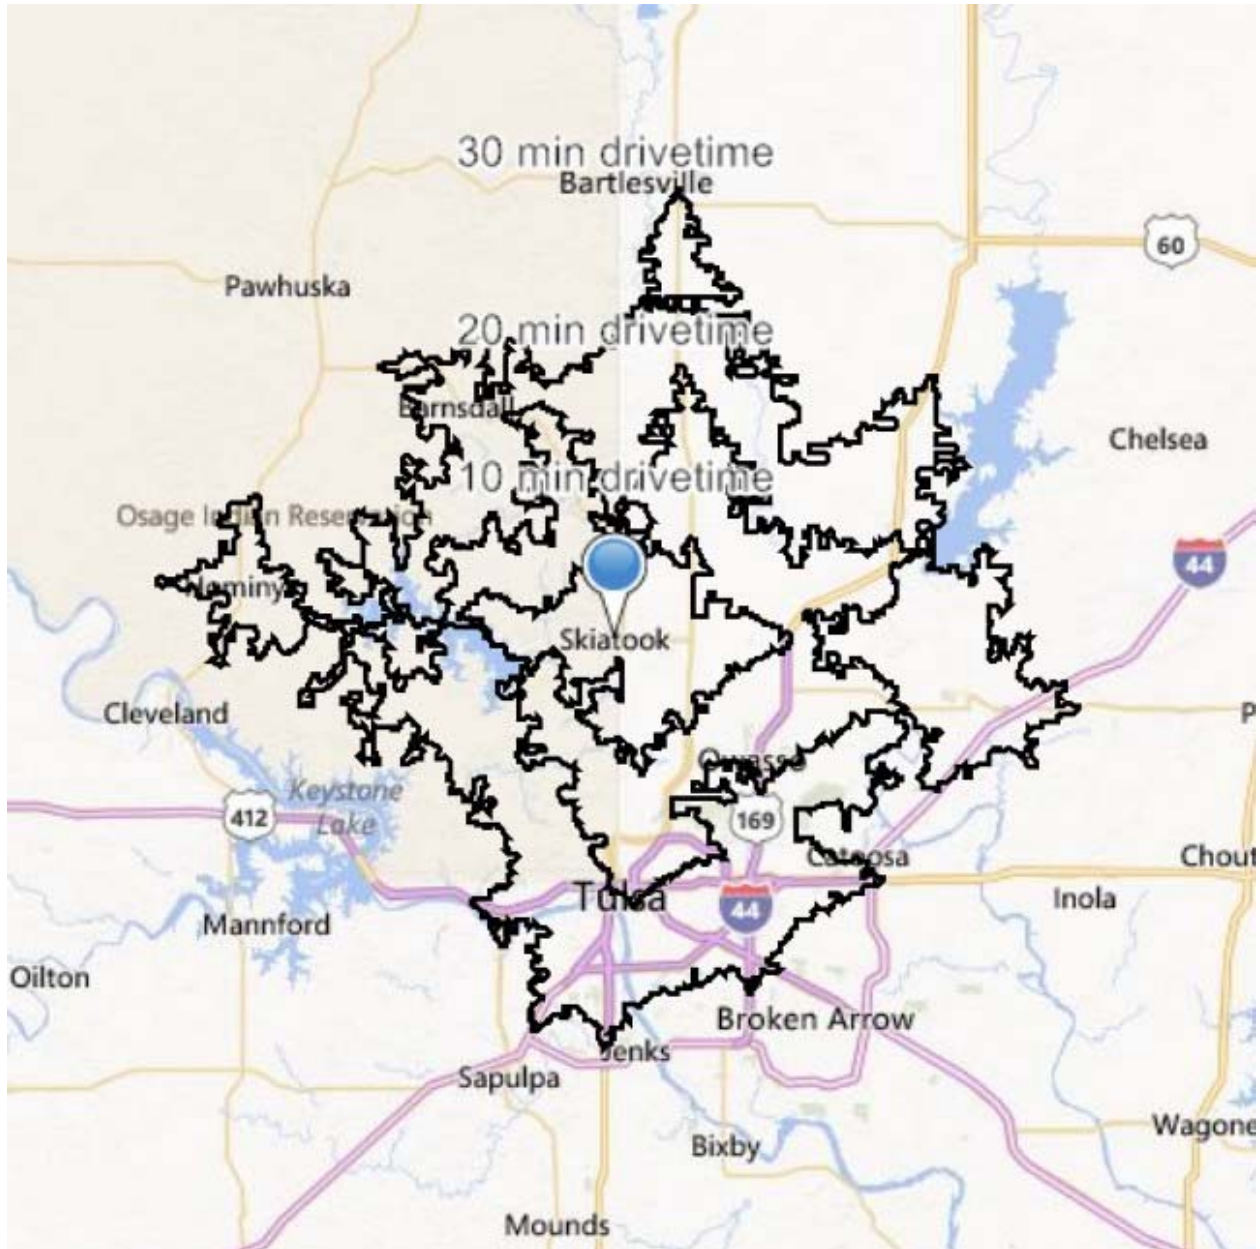 30 min drivetime
Bartlesville
60
Pawhuska
20 min drivetime
Barnsdall
Chelsea
10 min drivetime
Osage Indian Reservation
44
Hominy
Skiatook
Cleveland
P
Owasso
Keystone
Lake
412
169
Catoosa
Chout
Tulsa
44
Inola
Mannford
Oilton
Broken Arrow
Jenks
Sapulpa
Wagone
Bixby
Mounds